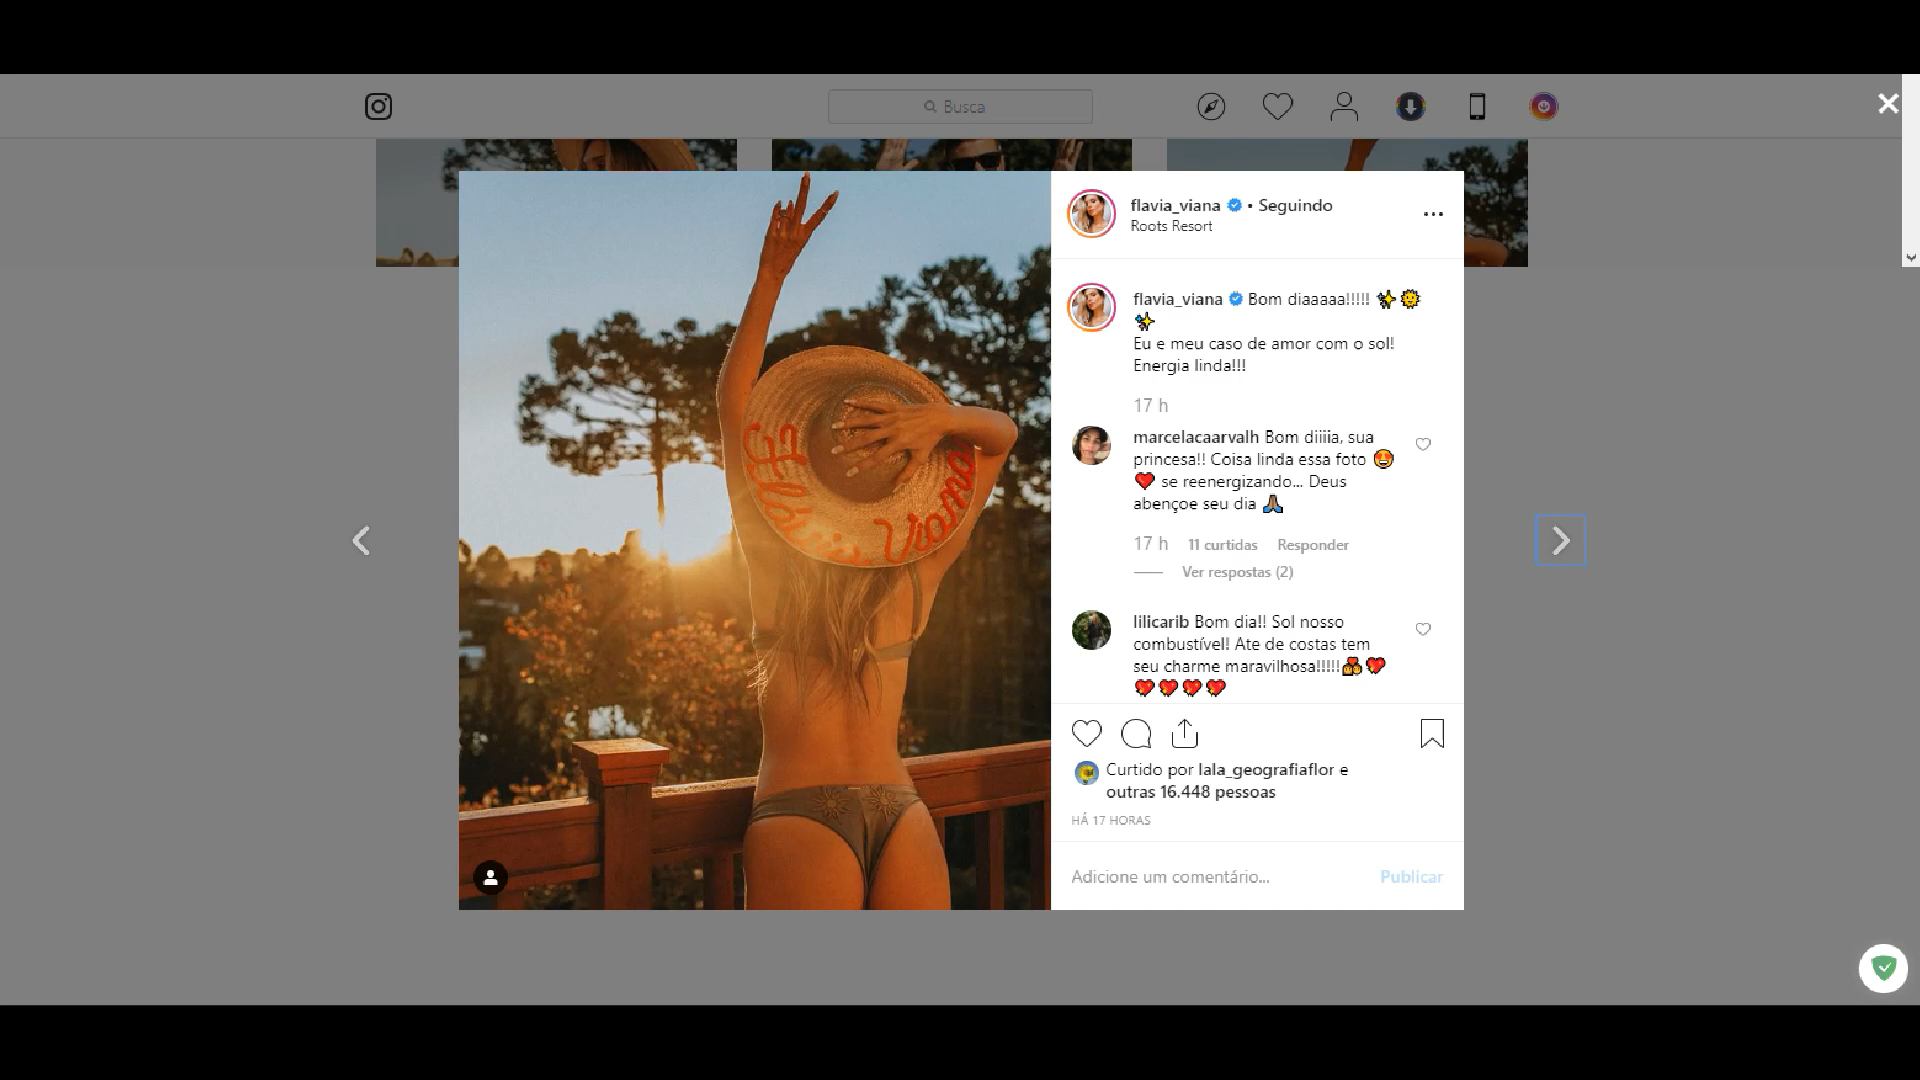 Busca
flavia_viana • Seguindo
Roots Resort
Flávia Viana
flavia_viana Bom diaaaaa!!!!! ✨🌞
✨
Eu e meu caso de amor com o sol!
Energia linda!!!
17 h
marcelacaarvalh Bom diiiia, sua
princesa!! Coisa linda essa foto 😍
❤️ se reenergizando... Deus
abençoe seu dia 🙏🏽
17 h 11 curtidas Responder
Ver respostas (2)
lilicarib Bom dia!! Sol nosso
combustível! Ate de costas tem
seu charme maravilhosa!!!!!👩‍❤️‍👩💖
💖💖💖💖
Curtido por lala_geografiaflor e
outras 16.448 pessoas
HÁ 17 HORAS
Adicione um comentário... Publicar